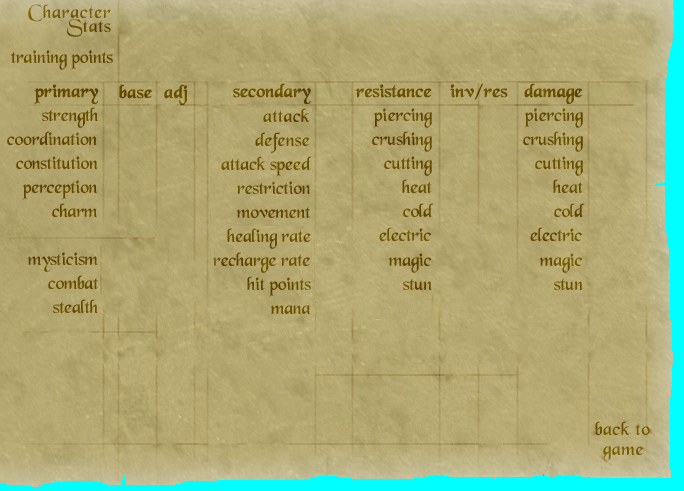 Character
Stats
training points
primary base adj secondary resistance inv/res damage
strength attack piercing piercing
coordination defense crushing crushing
constitution attack speed cutting cutting
perception restriction heat heat
charm movement cold cold
healing rate electric electric
mysticism recharge rate magic magic
combat hit points stun stun
stealth mana
back to
game